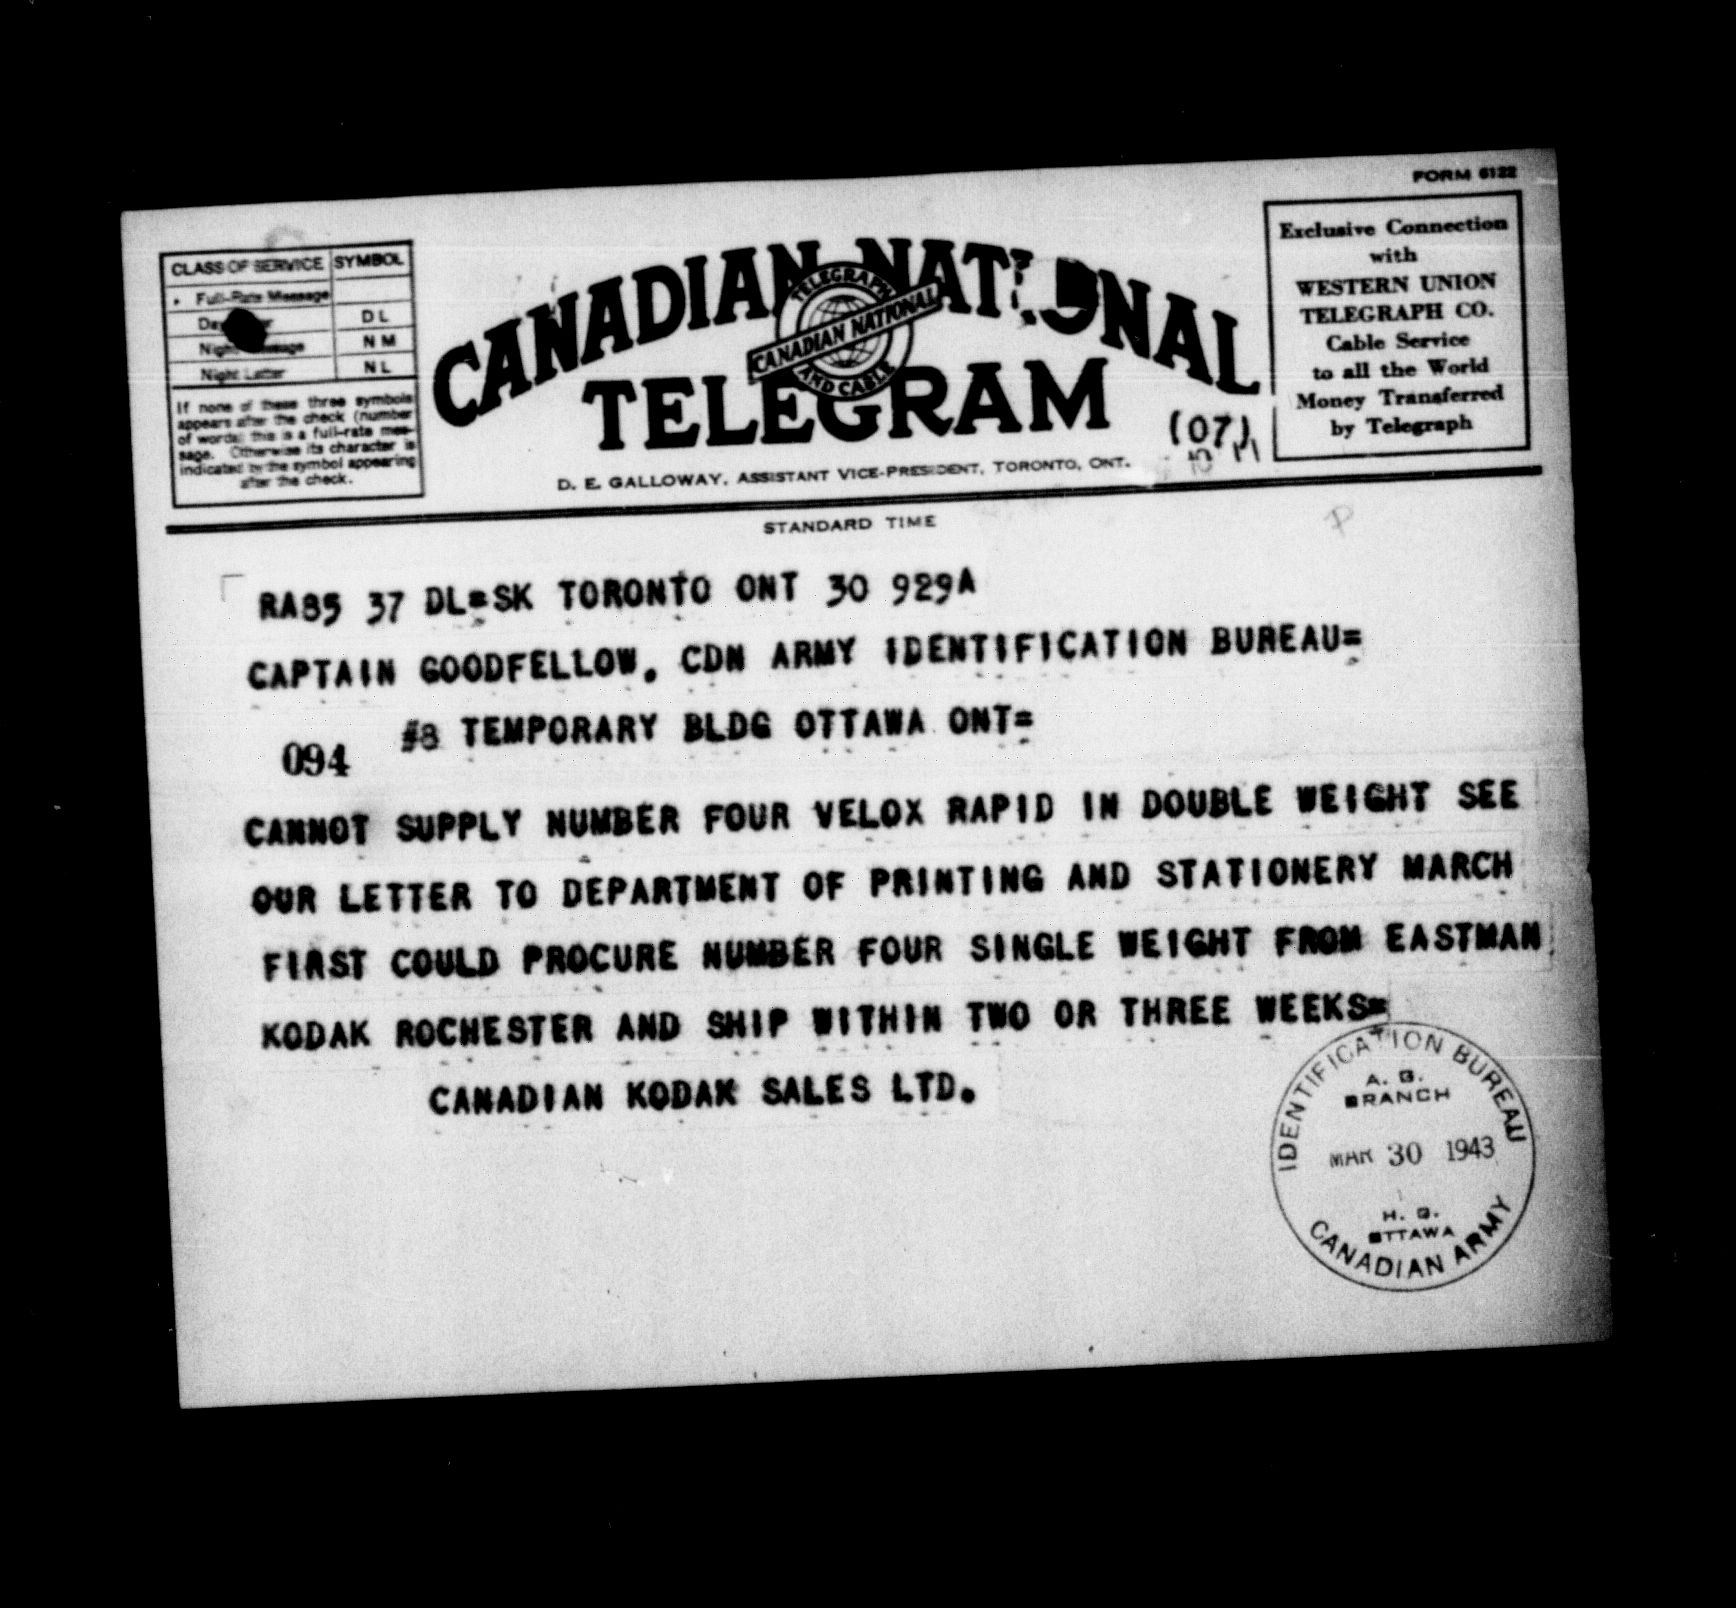 FORM 6122
CLASS OF SERVICE SYMBOL
Full-Rate Message
DL
Night NM
Night Letter NL
If none of these three symbols
appears after the check (number
of words) this is a full-rate mes-
sage. Otherwise its character is
indicated by the symbol appearing
after the check.
CANADIAN NATIONAL
TELEGRAPH
CANADIAN NATIONAL
AND CABLE
TELEGRAM
D. E. GALLOWAY, ASSISTANT VICE-PRESIDENT, TORONTO, ONT.
Exclusive Connection
with
WESTERN UNION
TELEGRAPH CO.
Cable Service
to all the World
Money Transferred
by Telegraph
(07)
STANDARD TIME
P
RA85 37 DL=SK TORONTO ONT 30 929A
CAPTAIN GOODFELLOW. CDN ARMY IDENTIFICATION BUREAU=
#8 TEMPORARY BLDG OTTAWA ONT=
094
CANNOT SUPPLY NUMBER FOUR VELOX RAPID IN DOUBLE WEIGHT SEE
OUR LETTER TO DEPARTMENT OF PRINTING AND STATIONERY MARCH
FIRST COULD PROCURE NUMBER FOUR SINGLE WEIGHT FROM EASTMAN
KODAK ROCHESTER AND SHIP WITHIN TWO OR THREE WEEKS=
CANADIAN KODAK SALES LTD.
IDENTIFICATION BUREAU
A. G.
BRANCH
MAR 30 1943
H. Q.
OTTAWA
CANADIAN ARMY